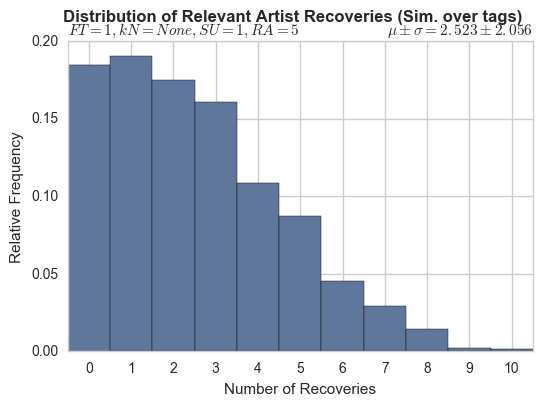 Distribution of Relevant Artist Recoveries (Sim. over tags)
FT = 1, kN = None, SU = 1, RA = 5 μ ± σ = 2.523 ± 2.056
0.20
0.15
0.10
0.05
0.00
Relative Frequency
0 1 2 3 4 5 6 7 8 9 10
Number of Recoveries